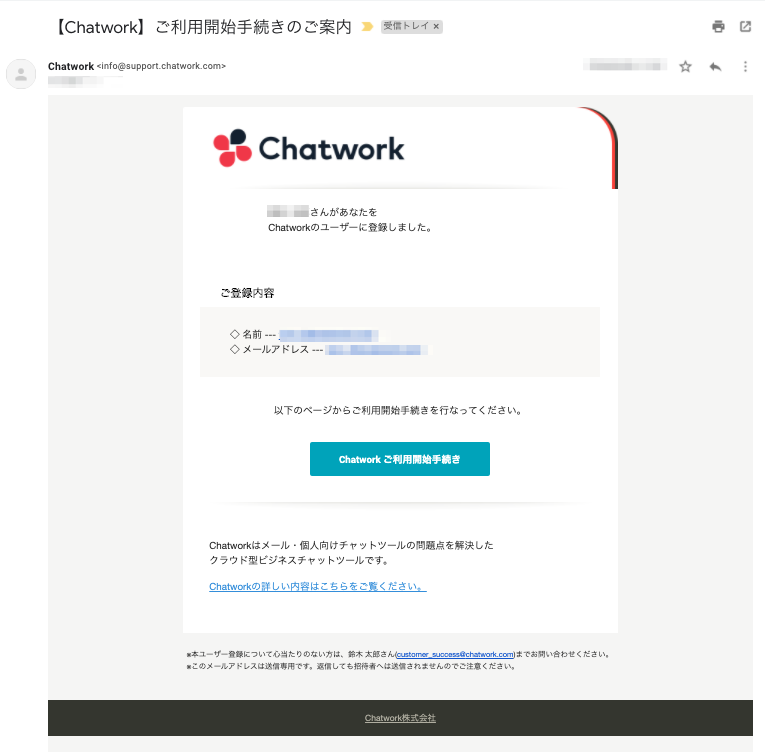 【Chatwork】ご利用開始手続きのご案内 受信トレイ ×
Chatwork <info@support.chatwork.com>
Chatwork
さんがあなたを
Chatworkのユーザーに登録しました。
ご登録内容
◇ 名前 ---
◇ メールアドレス ---
以下のページからご利用開始手続きを行なってください。
Chatwork ご利用開始手続き
Chatworkはメール・個人向けチャットツールの問題点を解決した
クラウド型ビジネスチャットツールです。
Chatworkの詳しい内容はこちらをご覧ください。
※本ユーザー登録について心当たりのない方は、鈴木 太郎さん(customer_success@chatwork.com)までお問い合わせください。
※このメールアドレスは送信専用です。返信しても招待者へは送信されませんのでご注意ください。
Chatwork株式会社